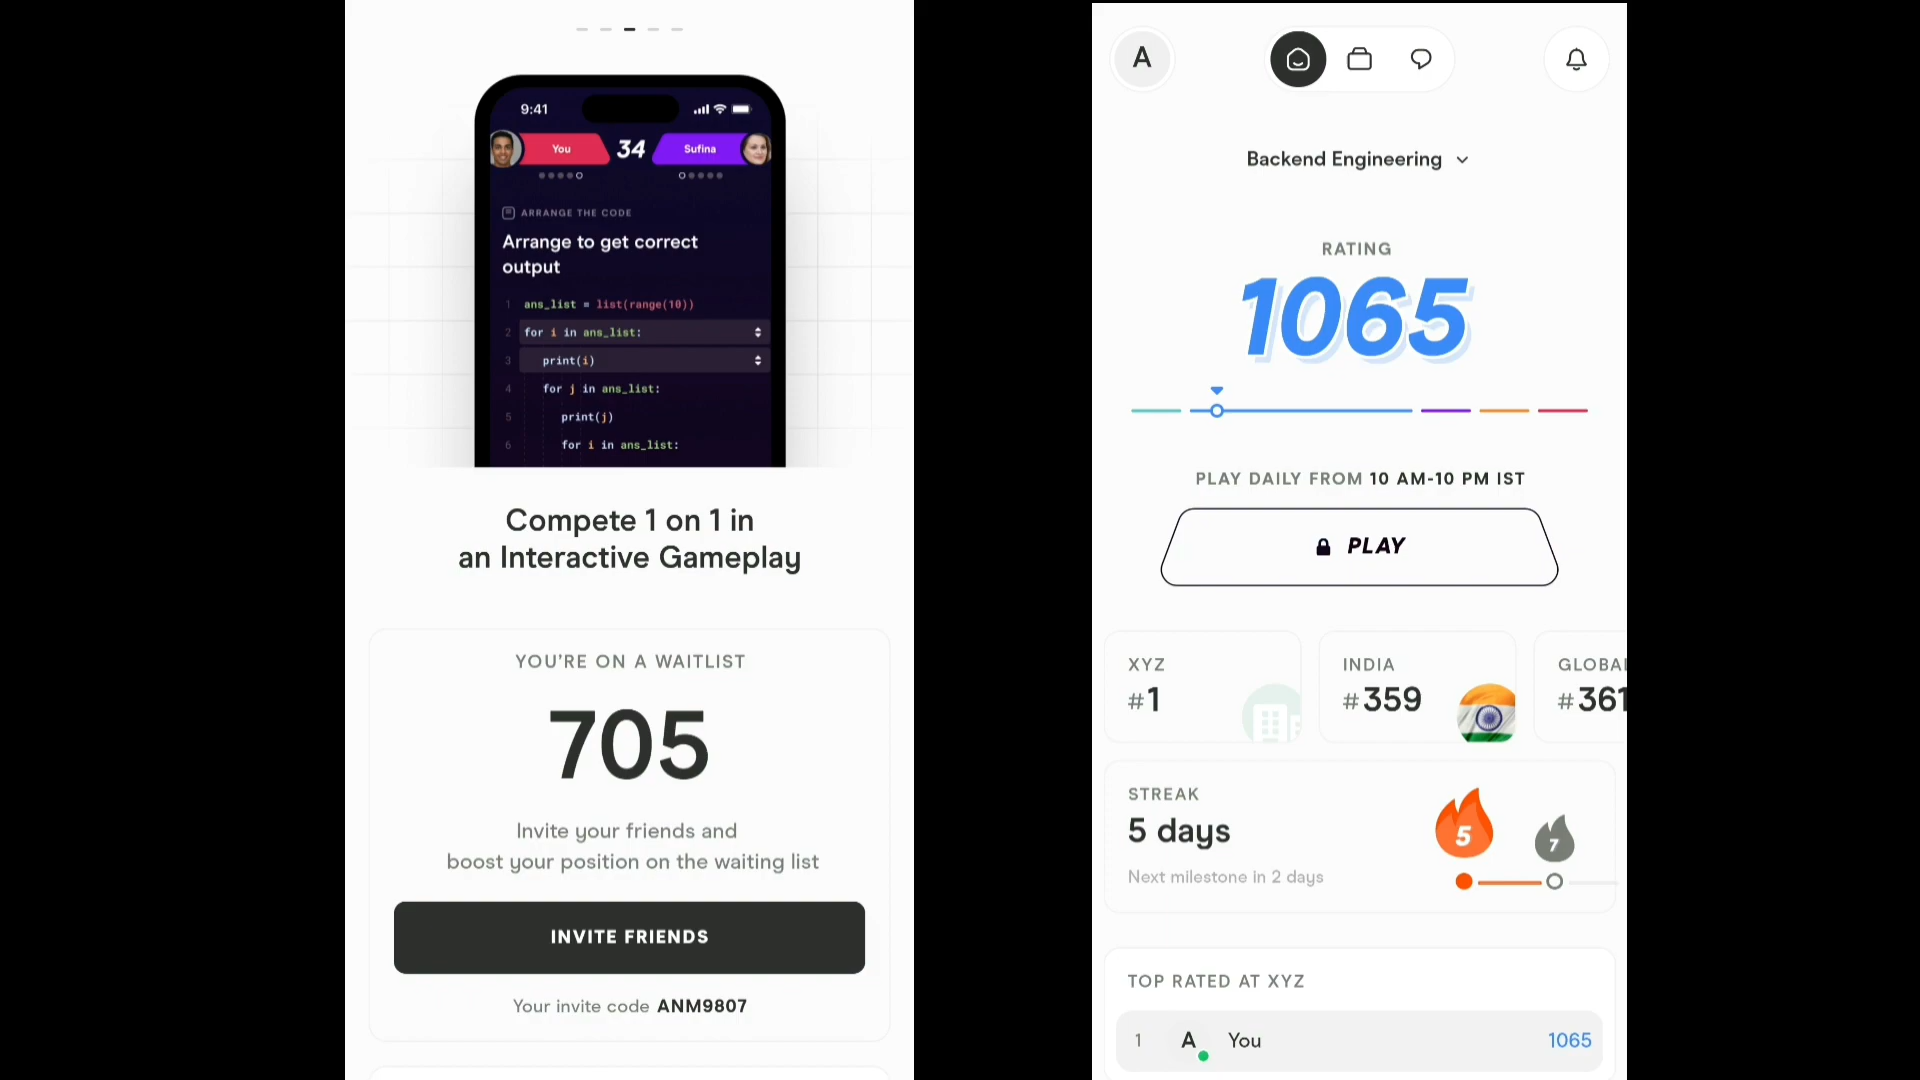 9:41
You
34
Sufina
ARRANGE THE CODE
Arrange to get correct
output
1 ans_list = list(range(10))
2 for i in ans_list:
3 print(i)
4 for j in ans_list:
5 print(j)
6 for i in ans_list:
Compete 1 on 1 in
an Interactive Gameplay
YOU'RE ON A WAITLIST
705
Invite your friends and
boost your position on the waiting list
INVITE FRIENDS
Your invite code ANM9807
A
Backend Engineering
RATING
1065
PLAY DAILY FROM 10 AM-10 PM IST
PLAY
XYZ
#1
INDIA
#359
GLOBAL
#361
STREAK
5 days
Next milestone in 2 days
5
7
TOP RATED AT XYZ
1 A You 1065